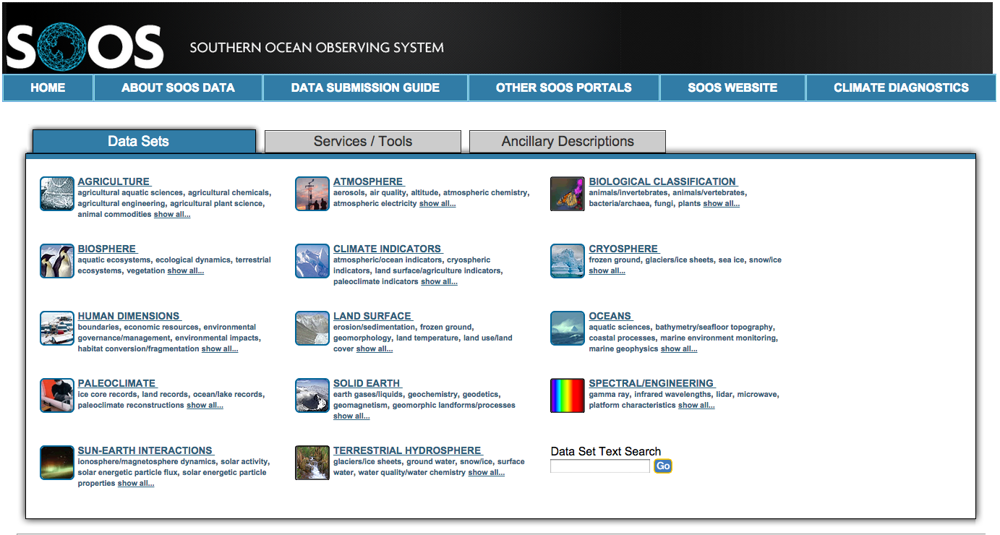 SOOS
SOUTHERN OCEAN OBSERVING SYSTEM
HOME
ABOUT SOOS DATA
DATA SUBMISSION GUIDE
OTHER SOOS PORTALS
SOOS WEBSITE
CLIMATE DIAGNOSTICS
Data Sets
Services / Tools
Ancillary Descriptions
AGRICULTURE
agricultural aquatic sciences, agricultural chemicals,
agricultural engineering, agricultural plant science,
animal commodities show all...
ATMOSPHERE
aerosols, air quality, altitude, atmospheric chemistry,
atmospheric electricity show all...
BIOLOGICAL CLASSIFICATION
animals/invertebrates, animals/vertebrates,
bacteria/archaea, fungi, plants show all...
BIOSPHERE
aquatic ecosystems, ecological dynamics, terrestrial
ecosystems, vegetation show all...
CLIMATE INDICATORS
atmospheric/ocean indicators, cryospheric
indicators, land surface/agriculture indicators,
paleoclimate indicators show all...
CRYOSPHERE
frozen ground, glaciers/ice sheets, sea ice, snow/ice
show all...
HUMAN DIMENSIONS
boundaries, economic resources, environmental
governance/management, environmental impacts,
habitat conversion/fragmentation show all...
LAND SURFACE
erosion/sedimentation, frozen ground,
geomorphology, land temperature, land use/land
cover show all...
OCEANS
aquatic sciences, bathymetry/seafloor topography,
coastal processes, marine environment monitoring,
marine geophysics show all...
PALEOCLIMATE
ice core records, land records, ocean/lake records,
paleoclimate reconstructions show all...
SOLID EARTH
earth gases/liquids, geochemistry, geodetics,
geomagnetism, geomorphic landforms/processes
show all...
SPECTRAL/ENGINEERING
gamma ray, infrared wavelengths, lidar, microwave,
platform characteristics show all...
SUN-EARTH INTERACTIONS
ionosphere/magnetosphere dynamics, solar activity,
solar energetic particle flux, solar energetic particle
properties show all...
TERRESTRIAL HYDROSPHERE
glaciers/ice sheets, ground water, snow/ice, surface
water, water quality/water chemistry show all...
Data Set Text Search
Go